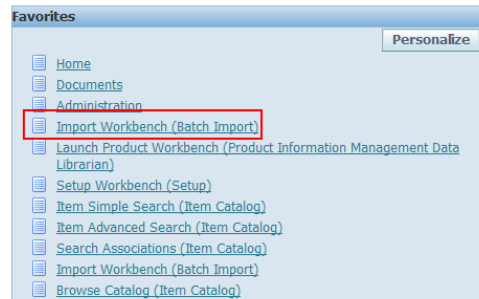 Favorites
Personalize
Home
Documents
Administration
Import Workbench (Batch Import)
Launch Product Workbench (Product Information Management Data
Librarian)
Setup Workbench (Setup)
Item Simple Search (Item Catalog)
Item Advanced Search (Item Catalog)
Search Associations (Item Catalog)
Import Workbench (Batch Import)
Browse Catalog (Item Catalog)